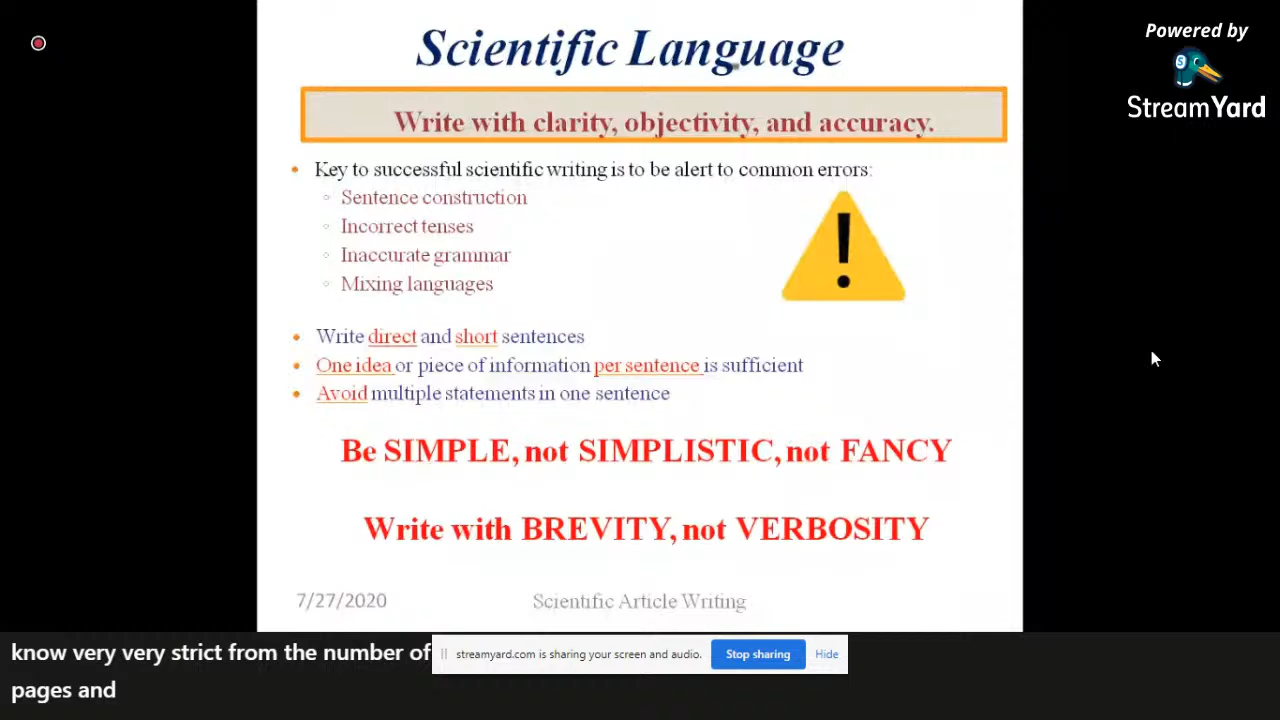 Scientific Language
Powered by
StreamYard
Write with clarity, objectivity, and accuracy.
Key to successful scientific writing is to be alert to common errors:
Sentence construction
Incorrect tenses
Inaccurate grammar
Mixing languages
Write direct and short sentences
One idea or piece of information per sentence is sufficient
Avoid multiple statements in one sentence
Be SIMPLE, not SIMPLISTIC, not FANCY
Write with BREVITY, not VERBOSITY
7/27/2020 Scientific Article Writing
know very very strict from the number of
streamyard.com is sharing your screen and audio. Stop sharing Hide
pages and